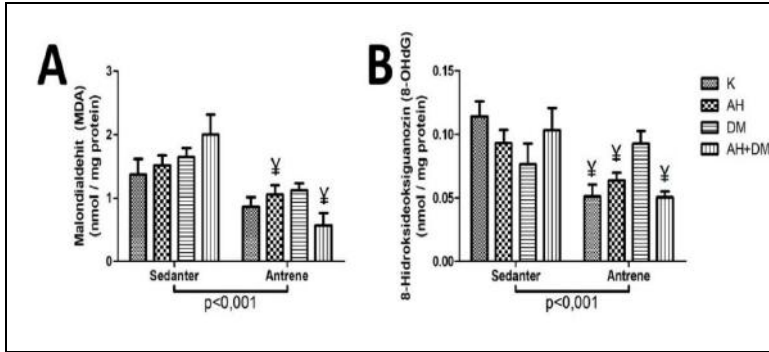 A
Malondialdehit (MDA)
(nmol / mg protein)
3
2
1
0
¥
¥
Sedanter
Antrene
p<0,001
B
8-Hidroksideoksiguanozin (8-OHdG)
(nmol / mg protein)
0.15
0.10
0.05
0.00
¥
¥
¥
Sedanter
Antrene
p<0,001
K
AH
DM
AH+DM